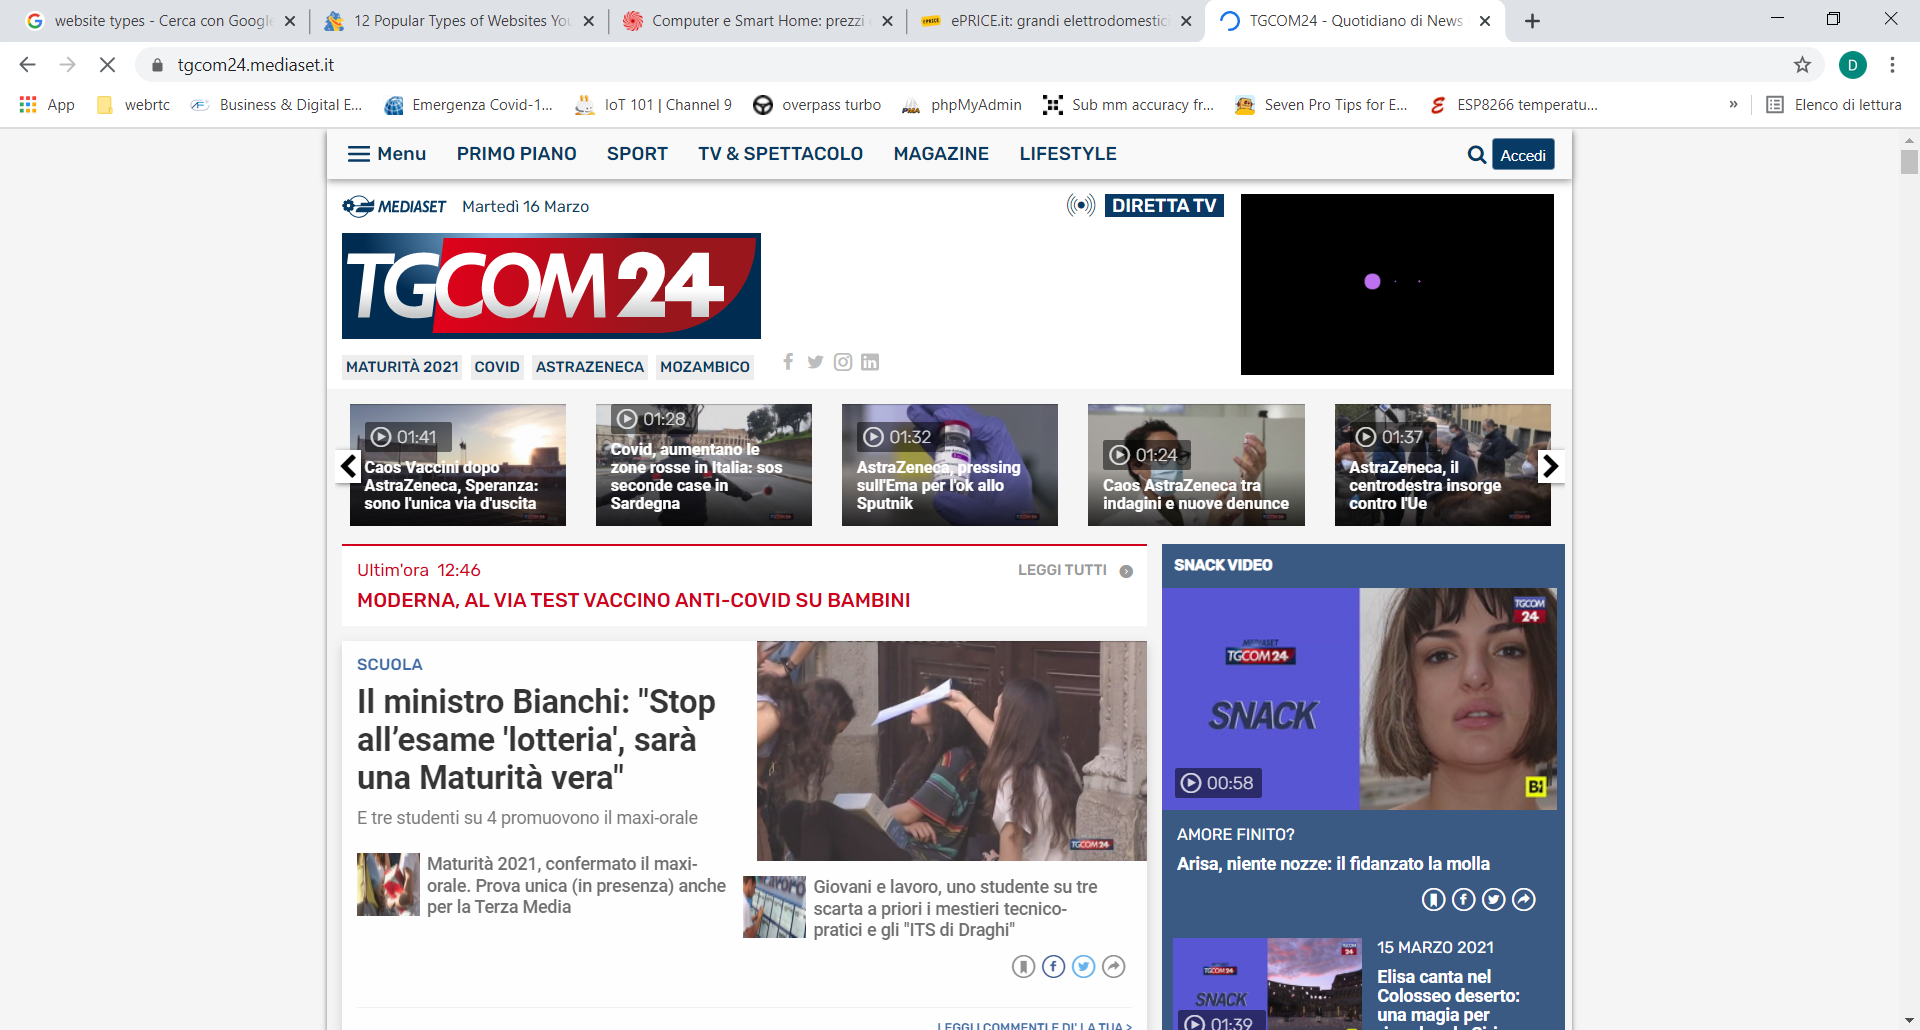 website types - Cerca con Google
12 Popular Types of Websites You
Computer e Smart Home: prezzi
ePRICE.it: grandi elettrodomestici
TGCOM24 - Quotidiano di News
tgcom24.mediaset.it
D
App
webrtc
Business & Digital E...
Emergenza Covid-1...
IoT 101 | Channel 9
overpass turbo
phpMyAdmin
Sub mm accuracy fr...
Seven Pro Tips for E...
ESP8266 temperatu...
»
Elenco di lettura
Menu
PRIMO PIANO
SPORT
TV & SPETTACOLO
MAGAZINE
LIFESTYLE
Accedi
MEDIASET
Martedì 16 Marzo
DIRETTA TV
TGCOM24
MATURITÀ 2021
COVID
ASTRAZENECA
MOZAMBICO
01:41
Caos Vaccini dopo
AstraZeneca, Speranza:
sono l'unica via d'uscita
01:28
Covid, aumentano le
zone rosse in Italia: sos
seconde case in
Sardegna
01:32
AstraZeneca, pressing
sull'Ema per l'ok allo
Sputnik
01:24
Caos AstraZeneca tra
indagini e nuove denunce
01:37
AstraZeneca, il
centrodestra insorge
contro l'Ue
Ultim'ora 12:46
LEGGI TUTTI
MODERNA, AL VIA TEST VACCINO ANTI-COVID SU BAMBINI
SCUOLA
Il ministro Bianchi: "Stop
all’esame 'lotteria', sarà
una Maturità vera"
E tre studenti su 4 promuovono il maxi-orale
TGCOM24
Maturità 2021, confermato il maxi-
orale. Prova unica (in presenza) anche
per la Terza Media
Giovani e lavoro, uno studente su tre
scarta a priori i mestieri tecnico-
pratici e gli "ITS di Draghi"
LEGGI I COMMENTI E DI' LA TUA >
SNACK VIDEO
TGCOM
24
MEDIASET
TGCOM24
SNACK
00:58
AMORE FINITO?
Arisa, niente nozze: il fidanzato la molla
TGCOM24
SNACK
01:39
15 MARZO 2021
Elisa canta nel
Colosseo deserto:
una magia per